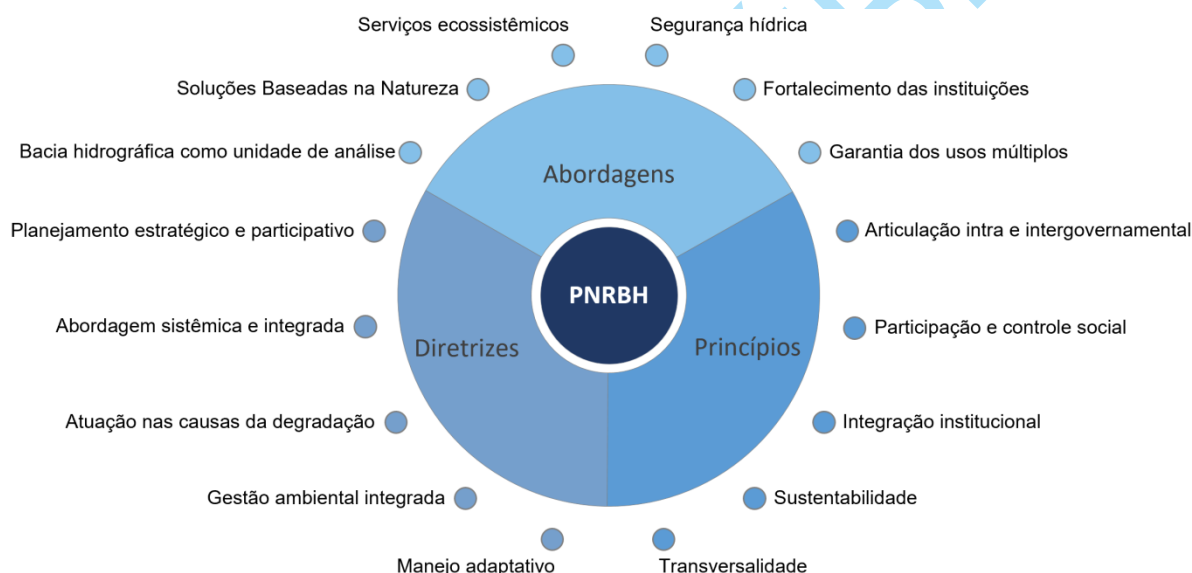 Serviços ecossistêmicos
Segurança hídrica
Soluções Baseadas na Natureza
Fortalecimento das instituições
Bacia hidrográfica como unidade de análise
Garantia dos usos múltiplos
Abordagens
Planejamento estratégico e participativo
Articulação intra e intergovernamental
PNRBH
Abordagem sistêmica e integrada
Participação e controle social
Diretrizes
Princípios
Atuação nas causas da degradação
Integração institucional
Gestão ambiental integrada
Sustentabilidade
Manejo adaptativo
Transversalidade